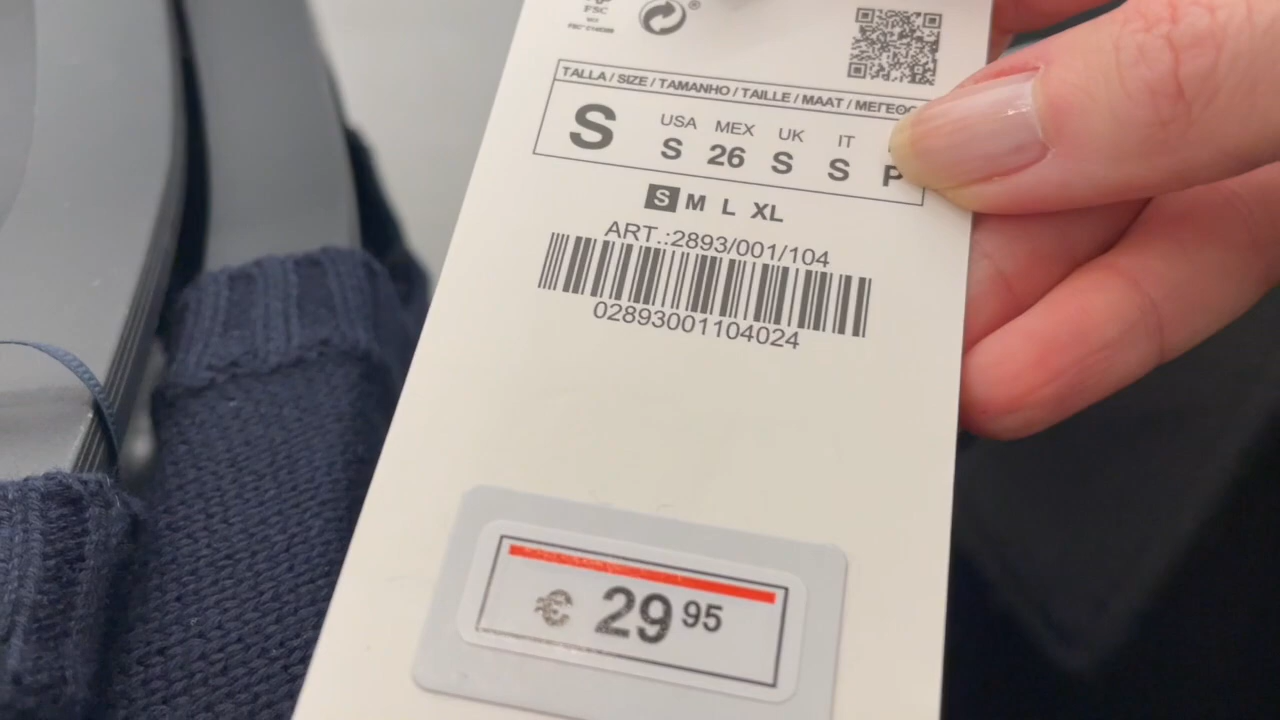 FSC
®
TALLA / SIZE / TAMANHO / TAILLE / MAAT / ΜΕΓΕΘΟ
S
USA MEX UK IT
S 26 S S P
S M L XL
ART.:2893/001/104
02893001104024
€ 29 95